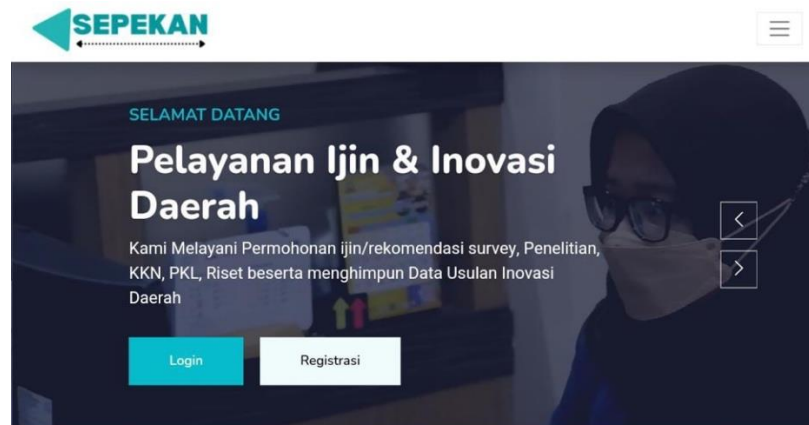 SEPEKAN
SELAMAT DATANG
Pelayanan Ijin & Inovasi
Daerah
Kami Melayani Permohonan ijin/rekomendasi survey, Penelitian,
KKN, PKL, Riset beserta menghimpun Data Usulan Inovasi
Daerah
Login Registrasi